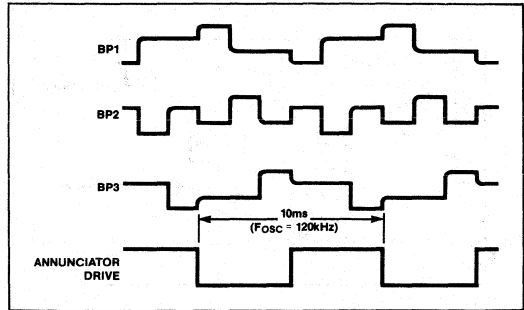 BP1
BP2
BP3
10ms
(FOSC = 120kHz)
ANNUNCIATOR
DRIVE